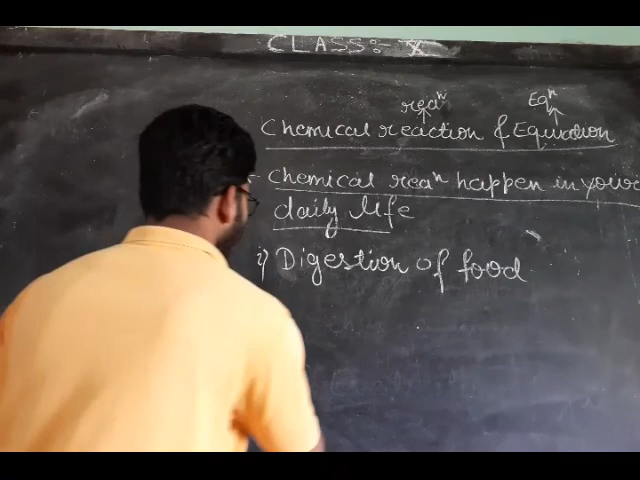 CLASS:- X
reaⁿ Eqⁿ
Chemical reaction & Equation
- Chemical reaⁿ happen in your
daily life
i) Digestion of food